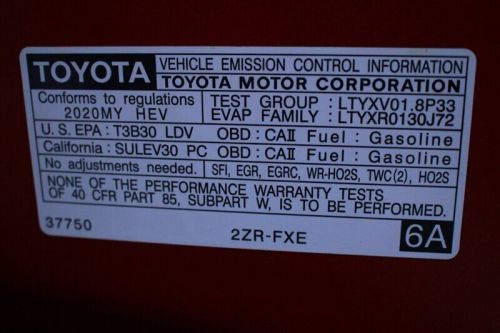 TOYOTA VEHICLE EMISSION CONTROL INFORMATION
TOYOTA MOTOR CORPORATION
Conforms to regulations TEST GROUP : LTYXV01.8P33
2020MY HEV EVAP FAMILY : LTYXR0130J72
U.S. EPA : T3B30 LDV OBD : CAII Fuel : Gasoline
California : SULEV30 PC OBD : CAII Fuel : Gasoline
No adjustments needed. SFI, EGR, EGRC, WR-HO2S, TWC(2), HO2S
NONE OF THE PERFORMANCE WARRANTY TESTS
OF 40 CFR PART 85, SUBPART W, IS TO BE PERFORMED.
37750 2ZR-FXE 6A